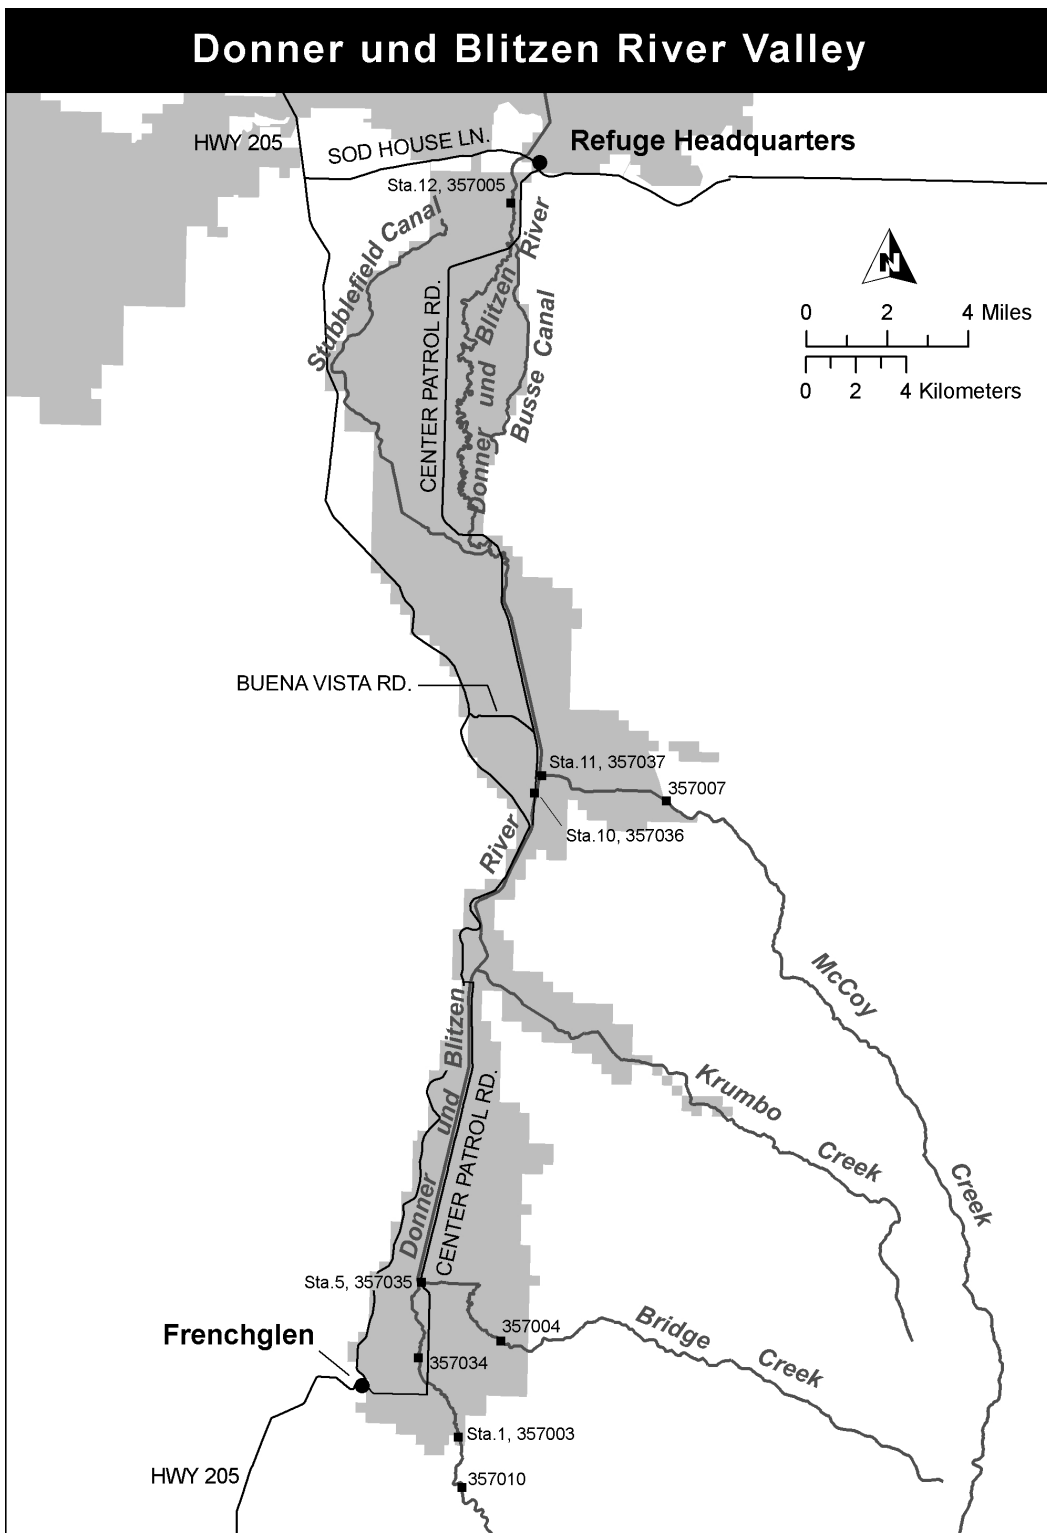 Donner und Blitzen River Valley
HWY 205
SOD HOUSE LN.
Refuge Headquarters
Sta.12, 357005
Stubblefield Canal
Donner und Blitzen River
Busse Canal
CENTER PATROL RD.
N
0 2 4 Miles
0 2 4 Kilometers
BUENA VISTA RD.
Sta.11, 357037
357007
Sta.10, 357036
Donner und Blitzen River
McCoy Creek
Krumbo Creek
CENTER PATROL RD.
Sta.5, 357035
Bridge Creek
357004
Frenchglen
357034
Sta.1, 357003
HWY 205
357010